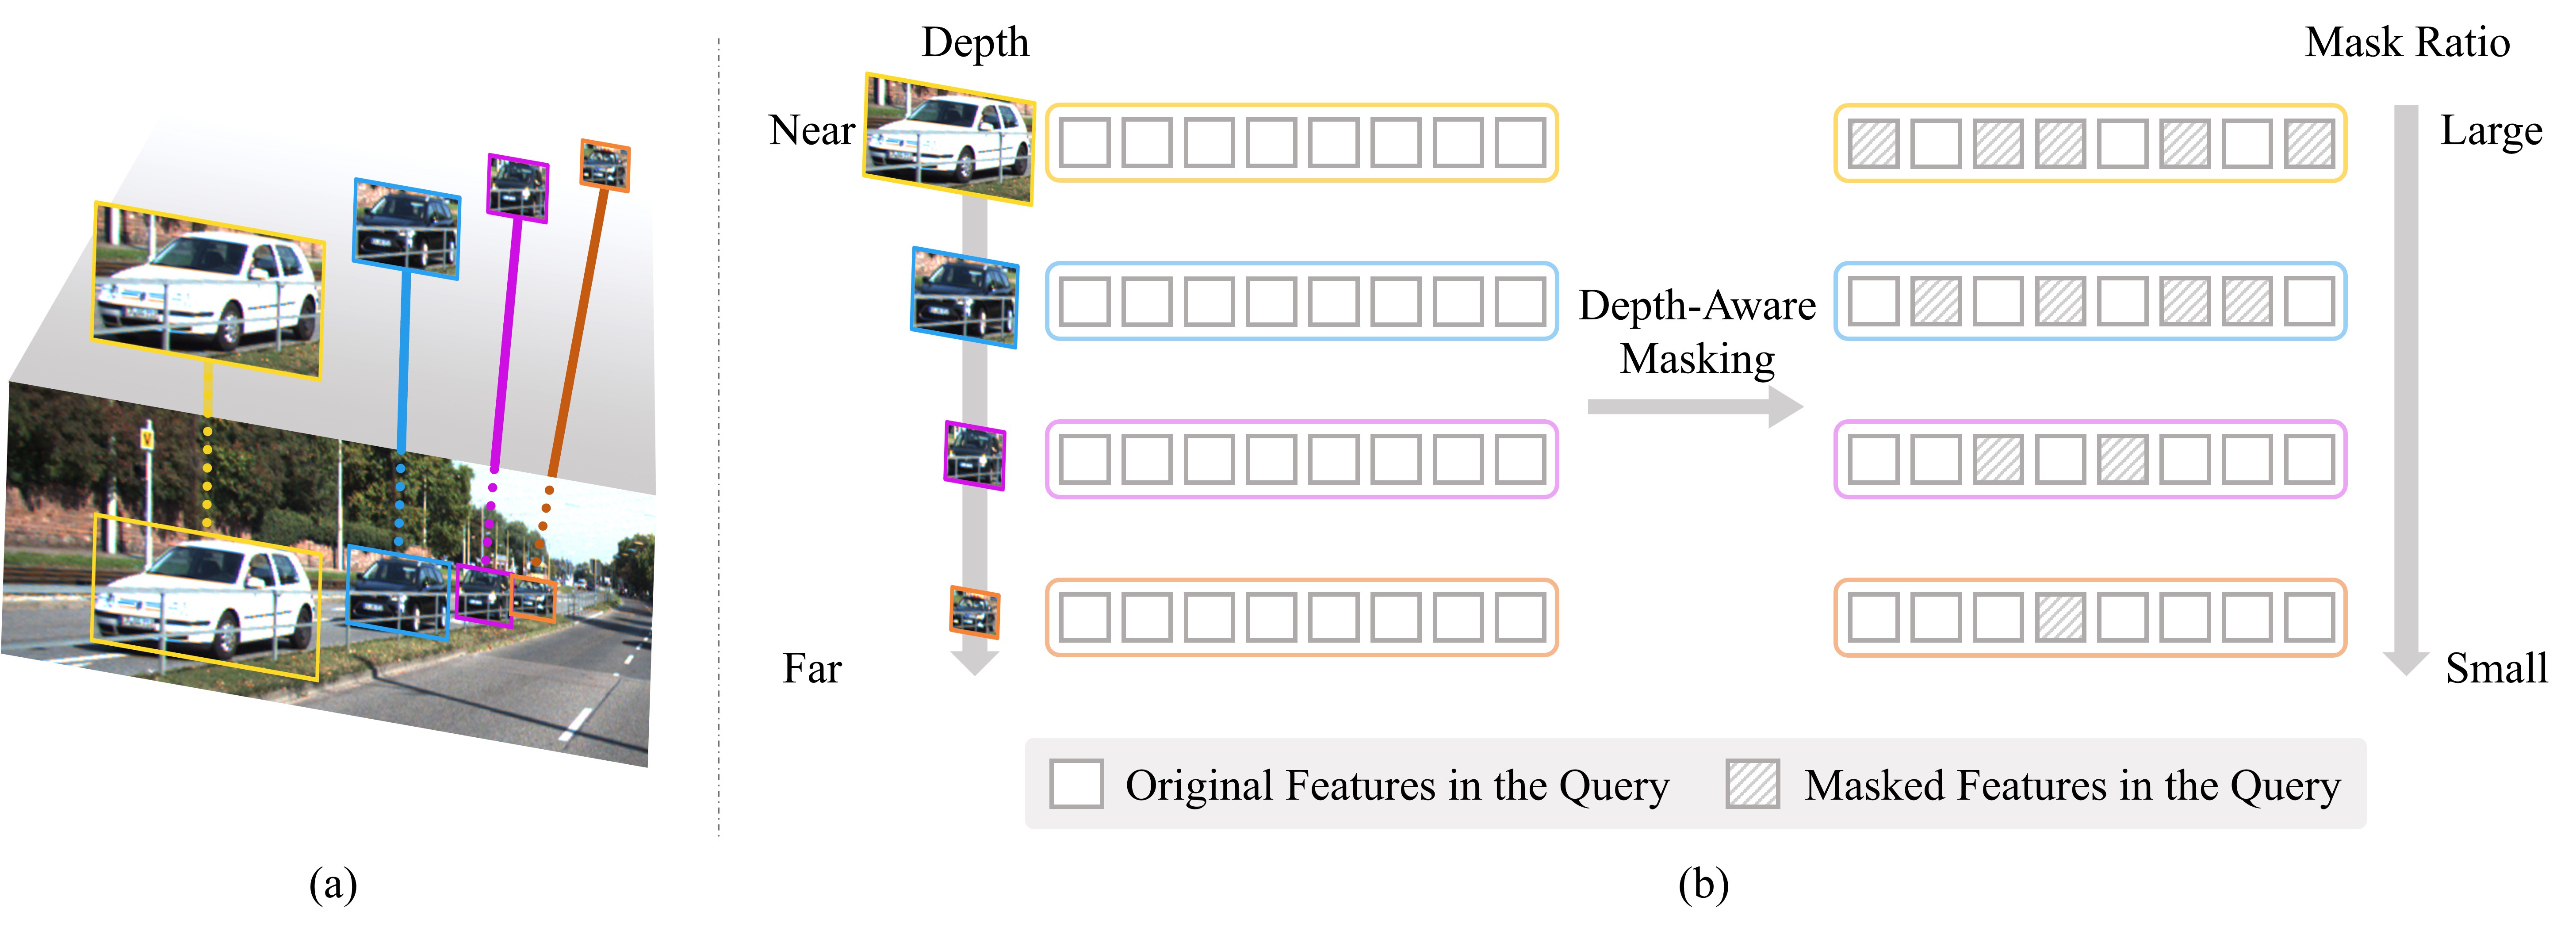 Depth
Mask Ratio
Near
Large
Depth-Aware
Masking
Far
Small
Original Features in the Query
Masked Features in the Query
(a)
(b)
V